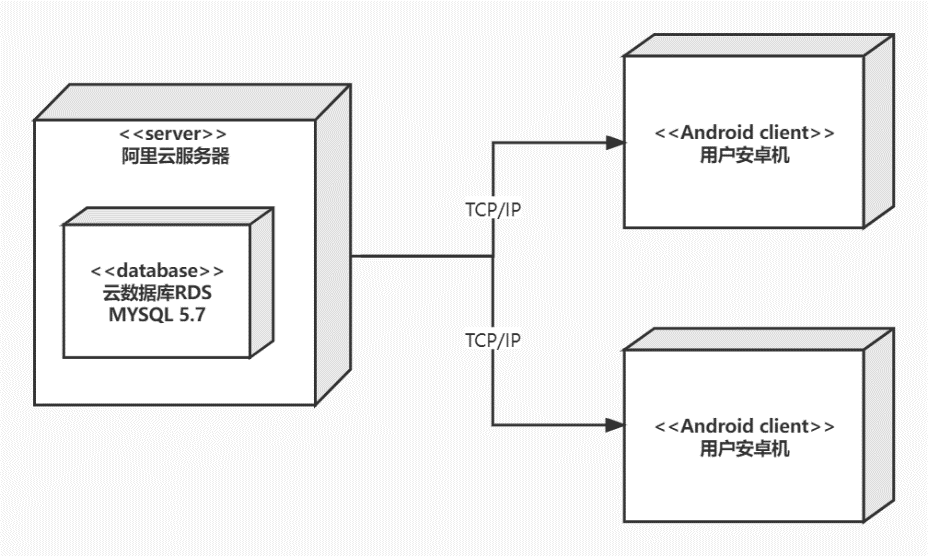 <<server>>
阿里云服务器
<<database>>
云数据库RDS
MYSQL 5.7
TCP/IP
TCP/IP
<<Android client>>
用户安卓机
<<Android client>>
用户安卓机